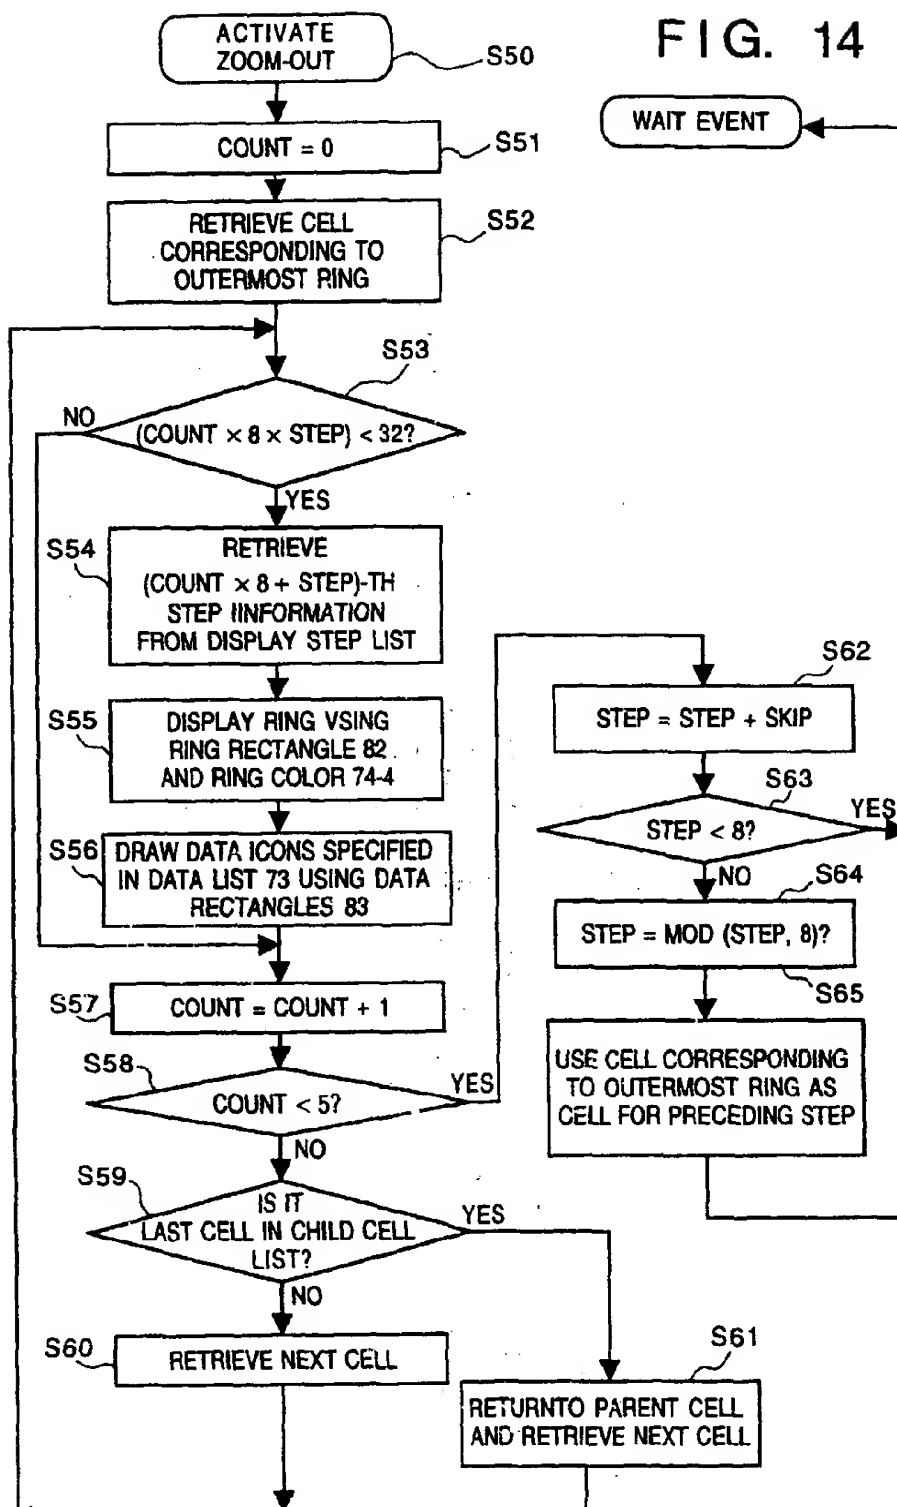 FIG. 14
ACTIVATE
ZOOM-OUT
S50
WAIT EVENT
COUNT = 0
S51
RETRIEVE CELL
CORRESPONDING TO
OUTERMOST RING
S52
S53
NO
(COUNT × 8 × STEP) < 32?
YES
S54
RETRIEVE
(COUNT × 8 + STEP)-TH
STEP IINFORMATION
FROM DISPLAY STEP LIST
S55
DISPLAY RING VSING
RING RECTANGLE 82
AND RING COLOR 74-4
S56
DRAW DATA ICONS SPECIFIED
IN DATA LIST 73 USING DATA
RECTANGLES 83
S57
COUNT = COUNT + 1
S58
COUNT < 5?
YES
NO
S59
IS IT
LAST CELL IN CHILD CELL
LIST?
YES
NO
S60
RETRIEVE NEXT CELL
S61
RETURNTO PARENT CELL
AND RETRIEVE NEXT CELL
S62
STEP = STEP + SKIP
S63
STEP < 8?
YES
NO
S64
STEP = MOD (STEP, 8)?
S65
USE CELL CORRESPONDING
TO OUTERMOST RING AS
CELL FOR PRECEDING STEP